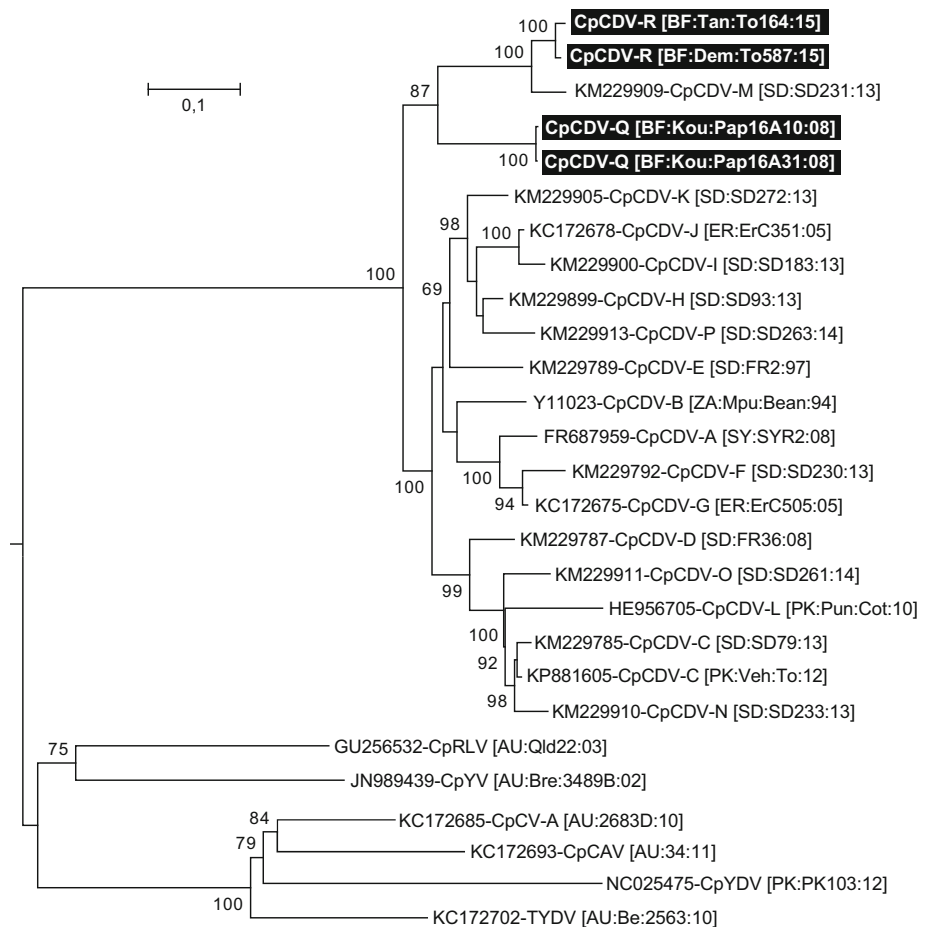 100
CpCDV-R [BF:Tan:To164:15]
100
CpCDV-R [BF:Dem:To587:15]
87
KM229909-CpCDV-M [SD:SD231:13]
0,1
CpCDV-Q [BF:Kou:Pap16A10:08]
100
CpCDV-Q [BF:Kou:Pap16A31:08]
KM229905-CpCDV-K [SD:SD272:13]
98
100
KC172678-CpCDV-J [ER:ErC351:05]
KM229900-CpCDV-I [SD:SD183:13]
100
69
KM229899-CpCDV-H [SD:SD93:13]
KM229913-CpCDV-P [SD:SD263:14]
KM229789-CpCDV-E [SD:FR2:97]
Y11023-CpCDV-B [ZA:Mpu:Bean:94]
FR687959-CpCDV-A [SY:SYR2:08]
100
KM229792-CpCDV-F [SD:SD230:13]
100
94
KC172675-CpCDV-G [ER:ErC505:05]
KM229787-CpCDV-D [SD:FR36:08]
KM229911-CpCDV-O [SD:SD261:14]
99
HE956705-CpCDV-L [PK:Pun:Cot:10]
100
KM229785-CpCDV-C [SD:SD79:13]
92
KP881605-CpCDV-C [PK:Veh:To:12]
98
KM229910-CpCDV-N [SD:SD233:13]
75
GU256532-CpRLV [AU:Qld22:03]
JN989439-CpYV [AU:Bre:3489B:02]
84
KC172685-CpCV-A [AU:2683D:10]
79
KC172693-CpCAV [AU:34:11]
NC025475-CpYDV [PK:PK103:12]
100
KC172702-TYDV [AU:Be:2563:10]